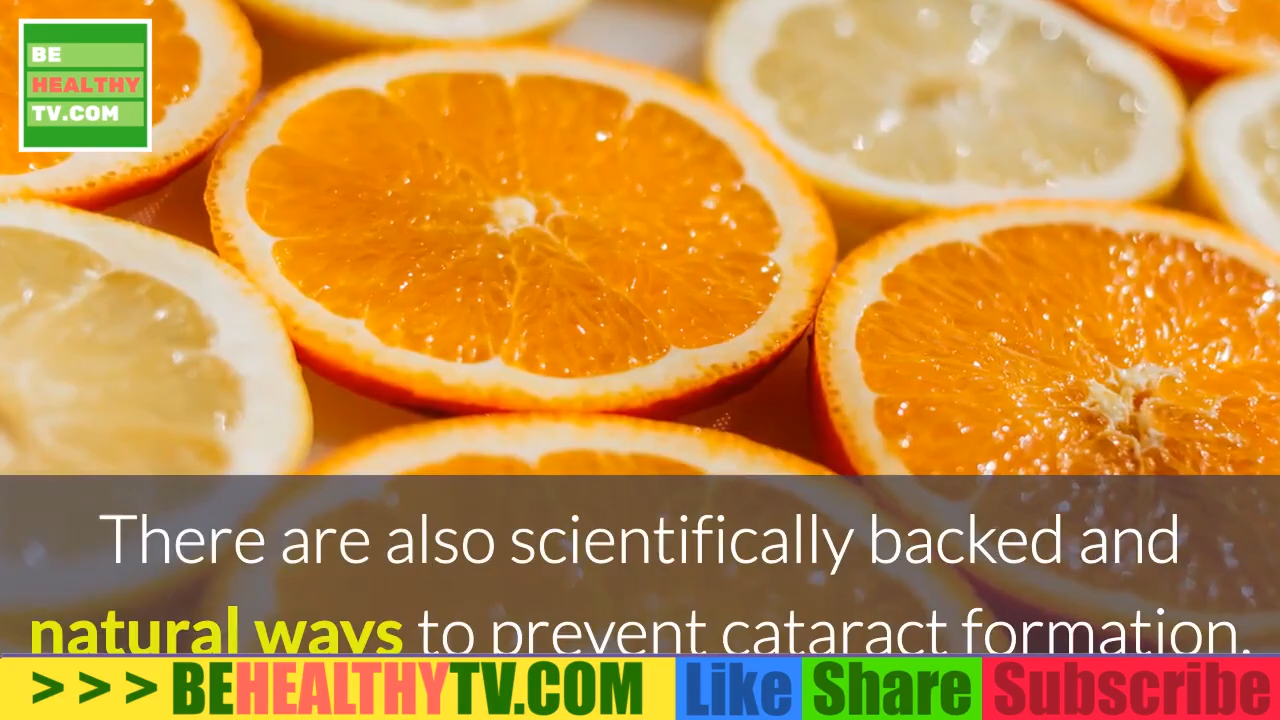 BE
HEALTHY
TV.COM
There are also scientifically backed and
natural ways to prevent cataract formation.
> > > BEHEALTHYTV.COM Like Share Subscribe